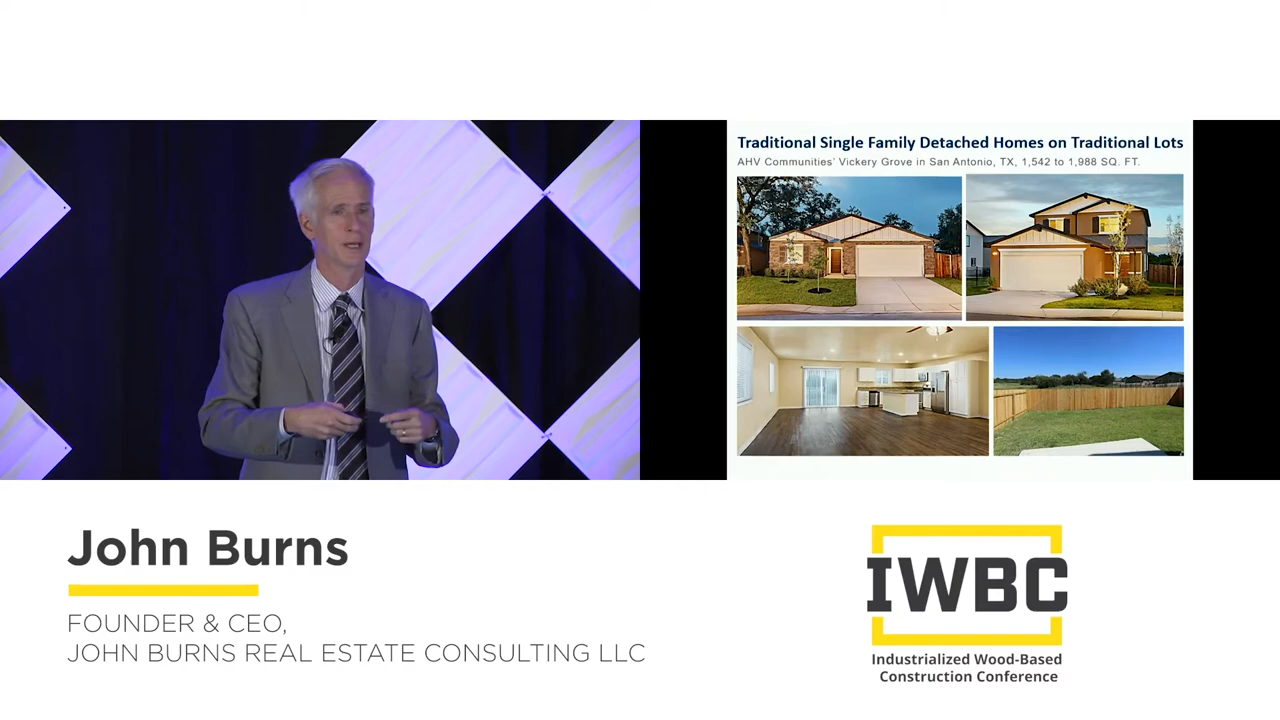 Traditional Single Family Detached Homes on Traditional Lots
AHV Communities' Vickery Grove in San Antonio, TX, 1,542 to 1,988 SQ. FT.
John Burns
FOUNDER & CEO,
JOHN BURNS REAL ESTATE CONSULTING LLC
IWBC
Industrialized Wood-Based
Construction Conference